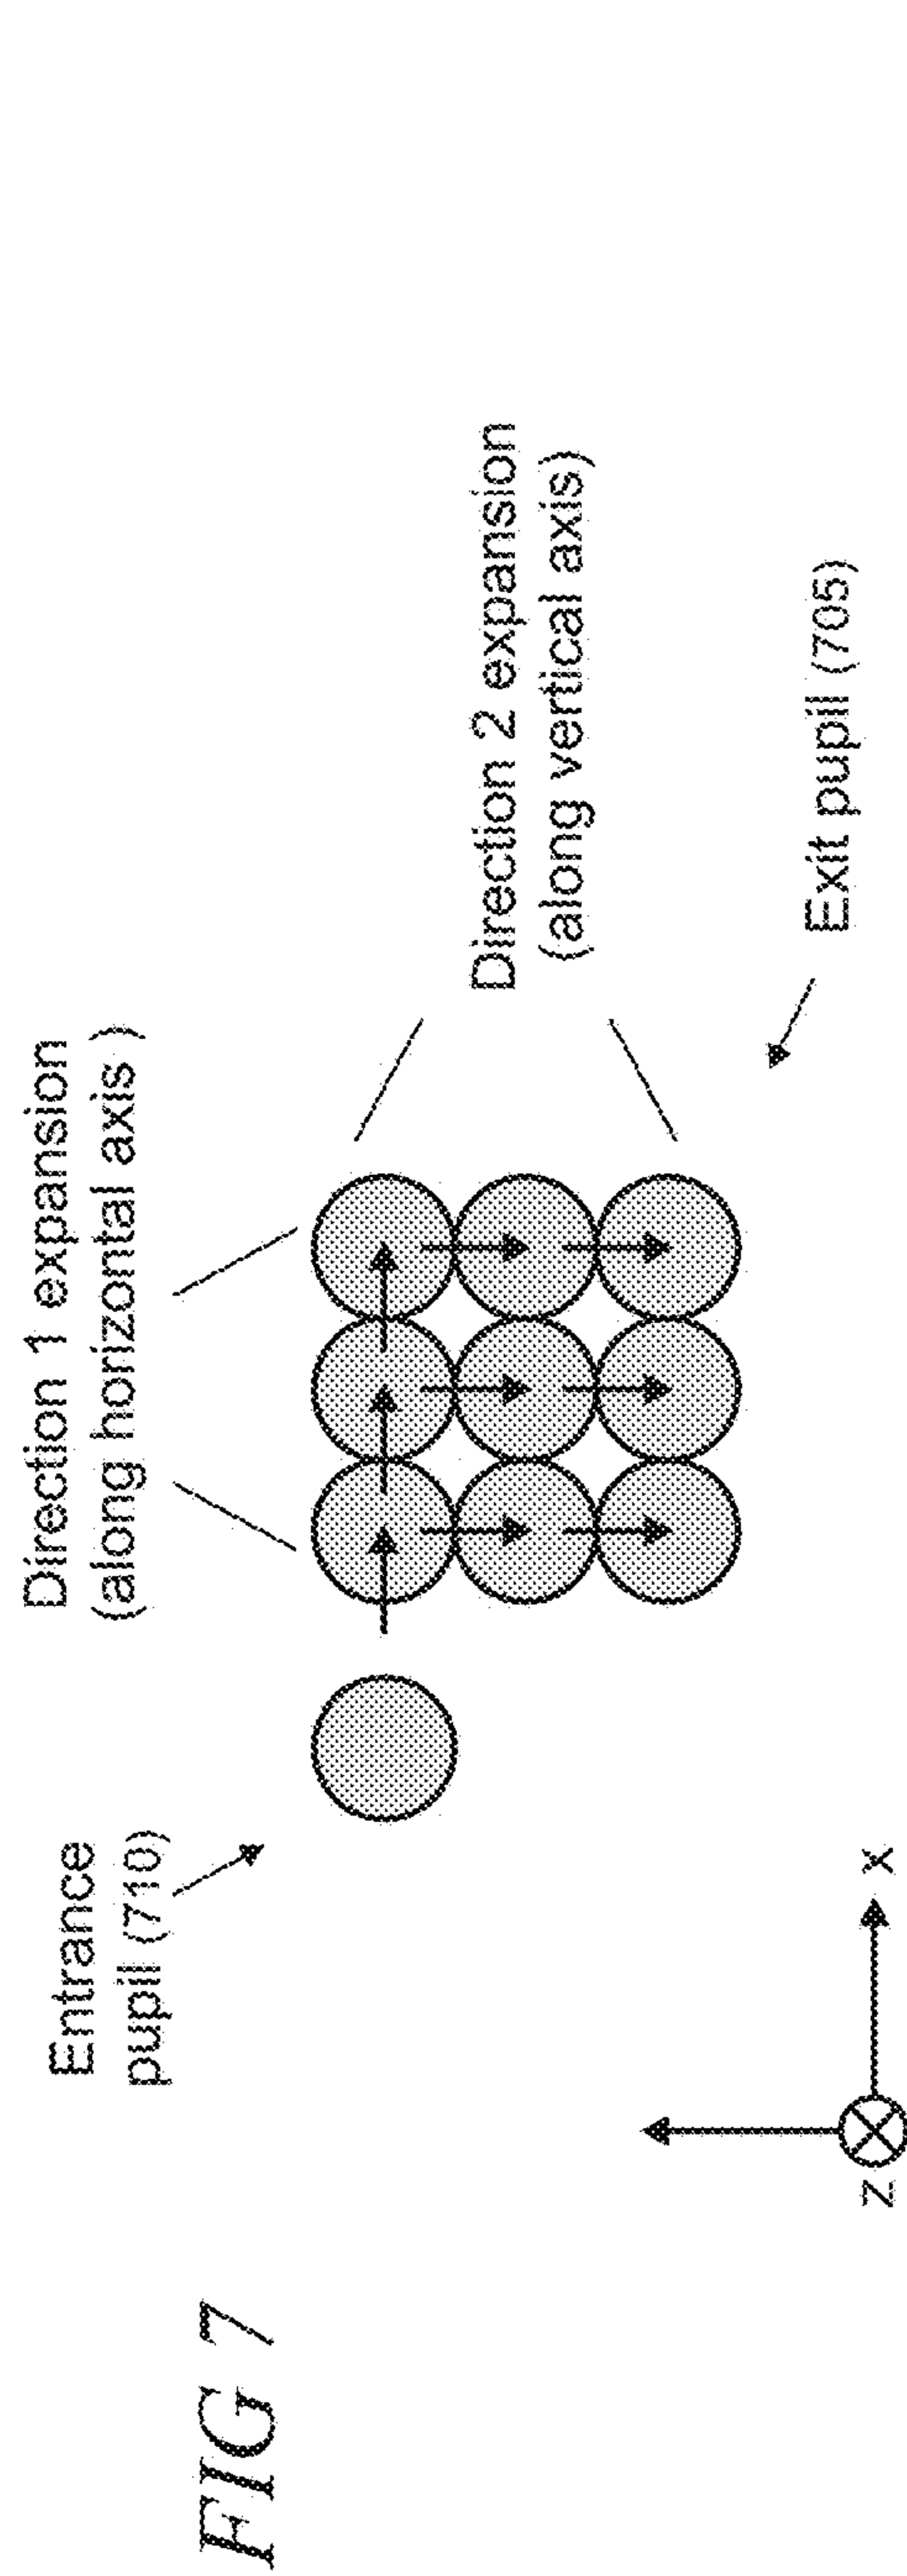 FIG 7
Entrance
pupil (710)
Direction 1 expansion
(along horizontal axis )
Direction 2 expansion
(along vertical axis)
Exit pupil (705)
z
x